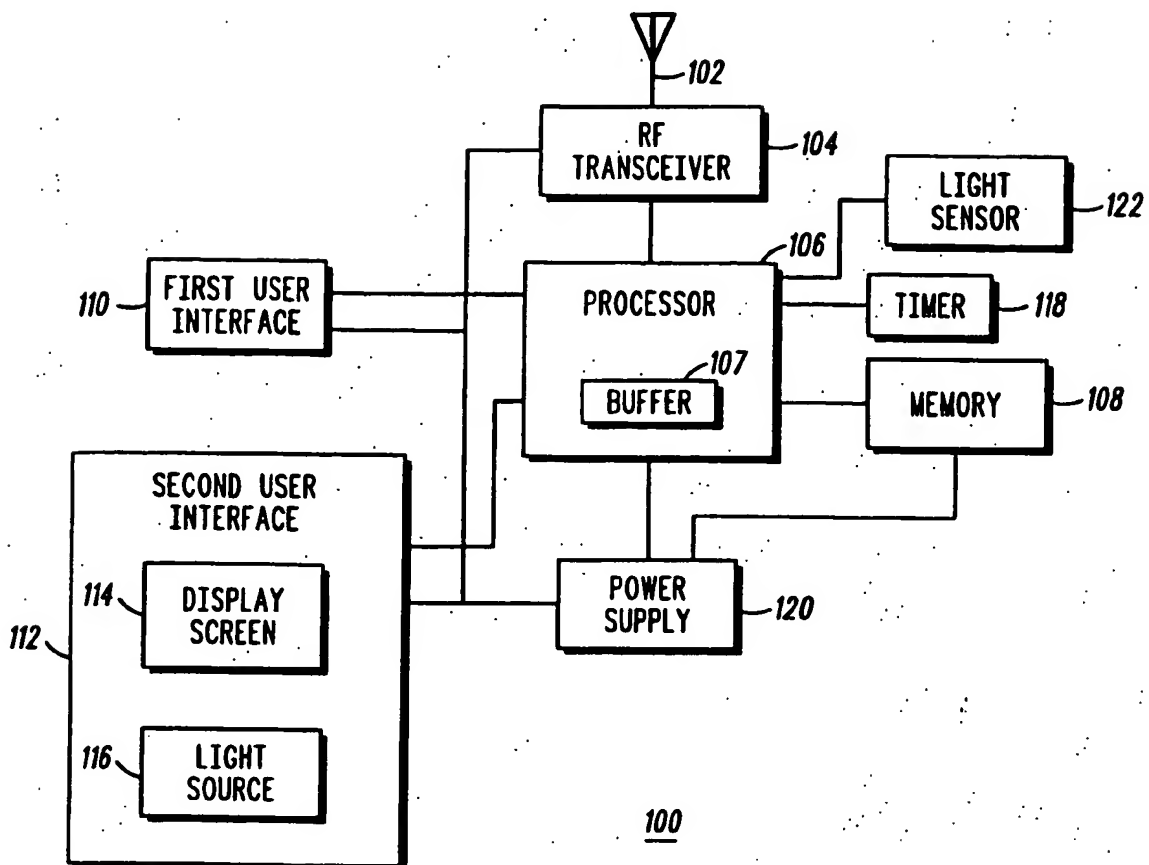 102
RF
TRANSCEIVER
104
LIGHT
SENSOR
122
106
FIRST USER
INTERFACE
110
PROCESSOR
TIMER
118
107
BUFFER
MEMORY
108
SECOND USER
INTERFACE
114
DISPLAY
SCREEN
112
POWER
SUPPLY
120
116
LIGHT
SOURCE
100